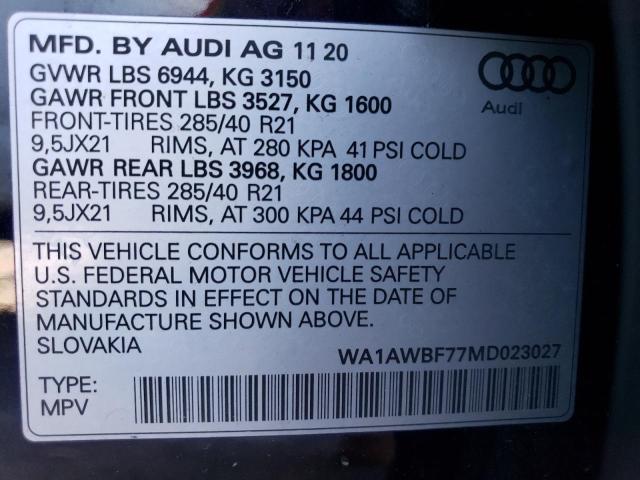 MFD. BY AUDI AG 11 20
GVWR LBS 6944, KG 3150
GAWR FRONT LBS 3527, KG 1600
FRONT-TIRES 285/40 R21
9,5JX21 RIMS, AT 280 KPA 41 PSI COLD
GAWR REAR LBS 3968, KG 1800
REAR-TIRES 285/40 R21
9,5JX21 RIMS, AT 300 KPA 44 PSI COLD
Audi
THIS VEHICLE CONFORMS TO ALL APPLICABLE
U.S. FEDERAL MOTOR VEHICLE SAFETY
STANDARDS IN EFFECT ON THE DATE OF
MANUFACTURE SHOWN ABOVE.
SLOVAKIA WA1AWBF77MD023027
TYPE:
MPV